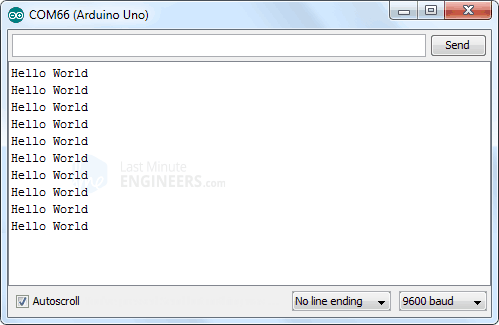 COM66 (Arduino Uno)
Send
Hello World
Hello World
Hello World
Hello World
Hello World
Hello World
Hello World
Hello World
Hello World
Hello World
Last Minute
ENGINEERS.com
Autoscroll
No line ending
9600 baud